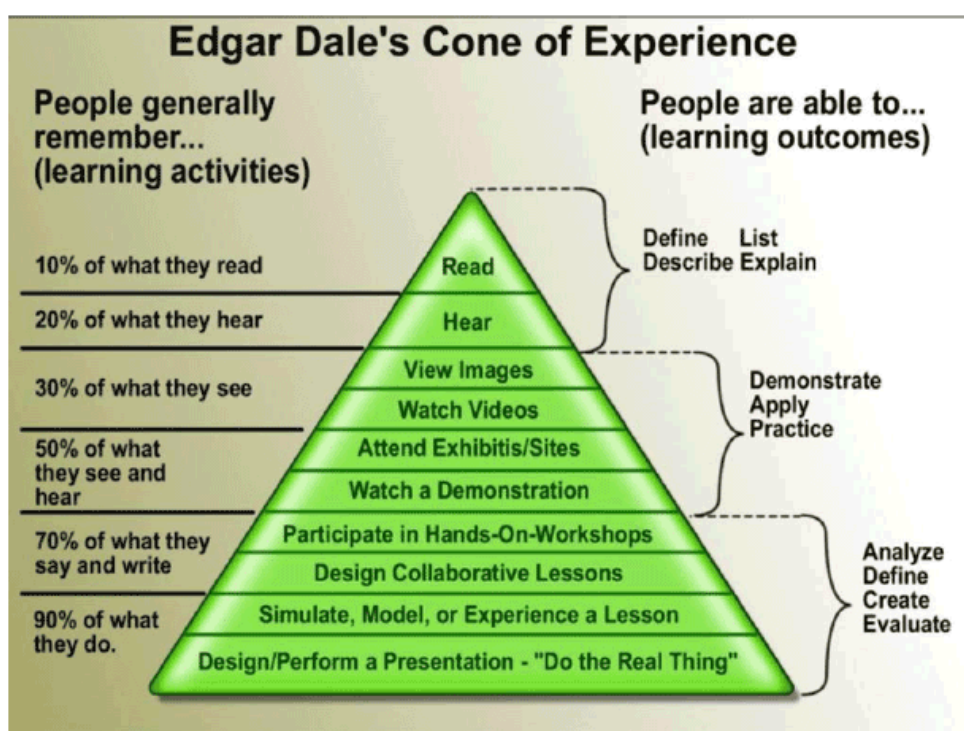 Edgar Dale's Cone of Experience
People generally
remember...
(learning activities)
People are able to...
(learning outcomes)
10% of what they read
20% of what they hear
30% of what they see
50% of what
they see and
hear
70% of what they
say and write
90% of what
they do.
Read
Hear
View Images
Watch Videos
Attend Exhibitis/Sites
Watch a Demonstration
Participate in Hands-On-Workshops
Design Collaborative Lessons
Simulate, Model, or Experience a Lesson
Design/Perform a Presentation - "Do the Real Thing"
Define List
Describe Explain
Demonstrate
Apply
Practice
Analyze
Define
Create
Evaluate